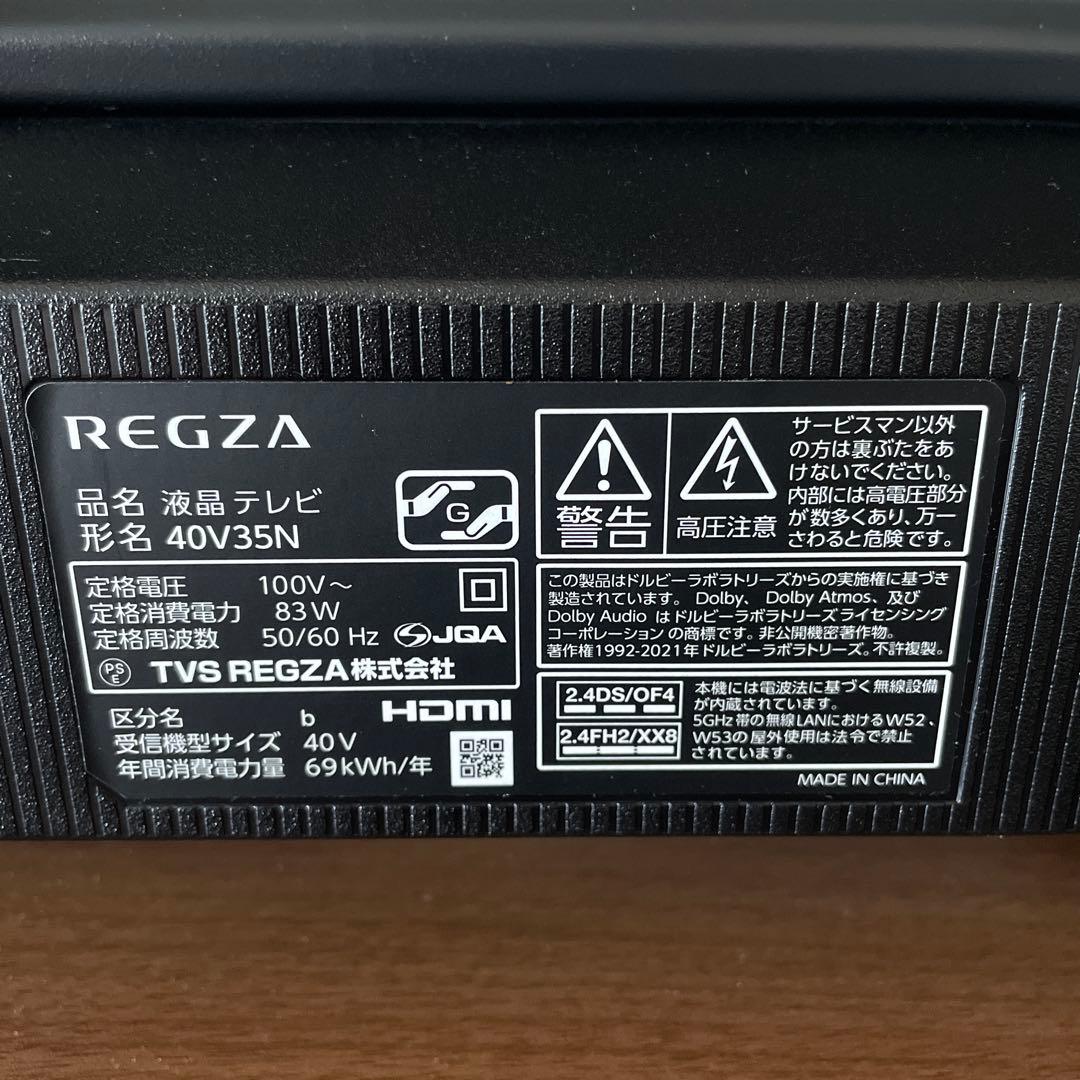 REGZA
品名 液晶テレビ
形名 40V35N
G
定格電圧 100V～
定格消費電力 83W
定格周波数 50/60 Hz
JQA
PS
E
TVS REGZA株式会社
区分名 b
HDMI
受信機型サイズ 40V
年間消費電力量 69kWh/年
警告
高圧注意
サービスマン以外
の方は裏ぶたをあ
けないでください。
内部には高電圧部分
が数多くあり、万一
さわると危険です。
この製品はドルビーラボラトリーズからの実施権に基づき
製造されています。 Dolby、 Dolby Atmos、及び
Dolby Audio はドルビーラボラトリーズライセンシング
コーポレーションの商標です。非公開機密著作物。
著作権1992-2021年ドルビーラボラトリーズ。不許複製。
2.4DS/OF4
2.4FH2/XX8
本機には電波法に基づく無線設備
が内蔵されています。
5GHz帯の無線LANにおけるW52、
W53の屋外使用は法令で禁止
されています。
MADE IN CHINA